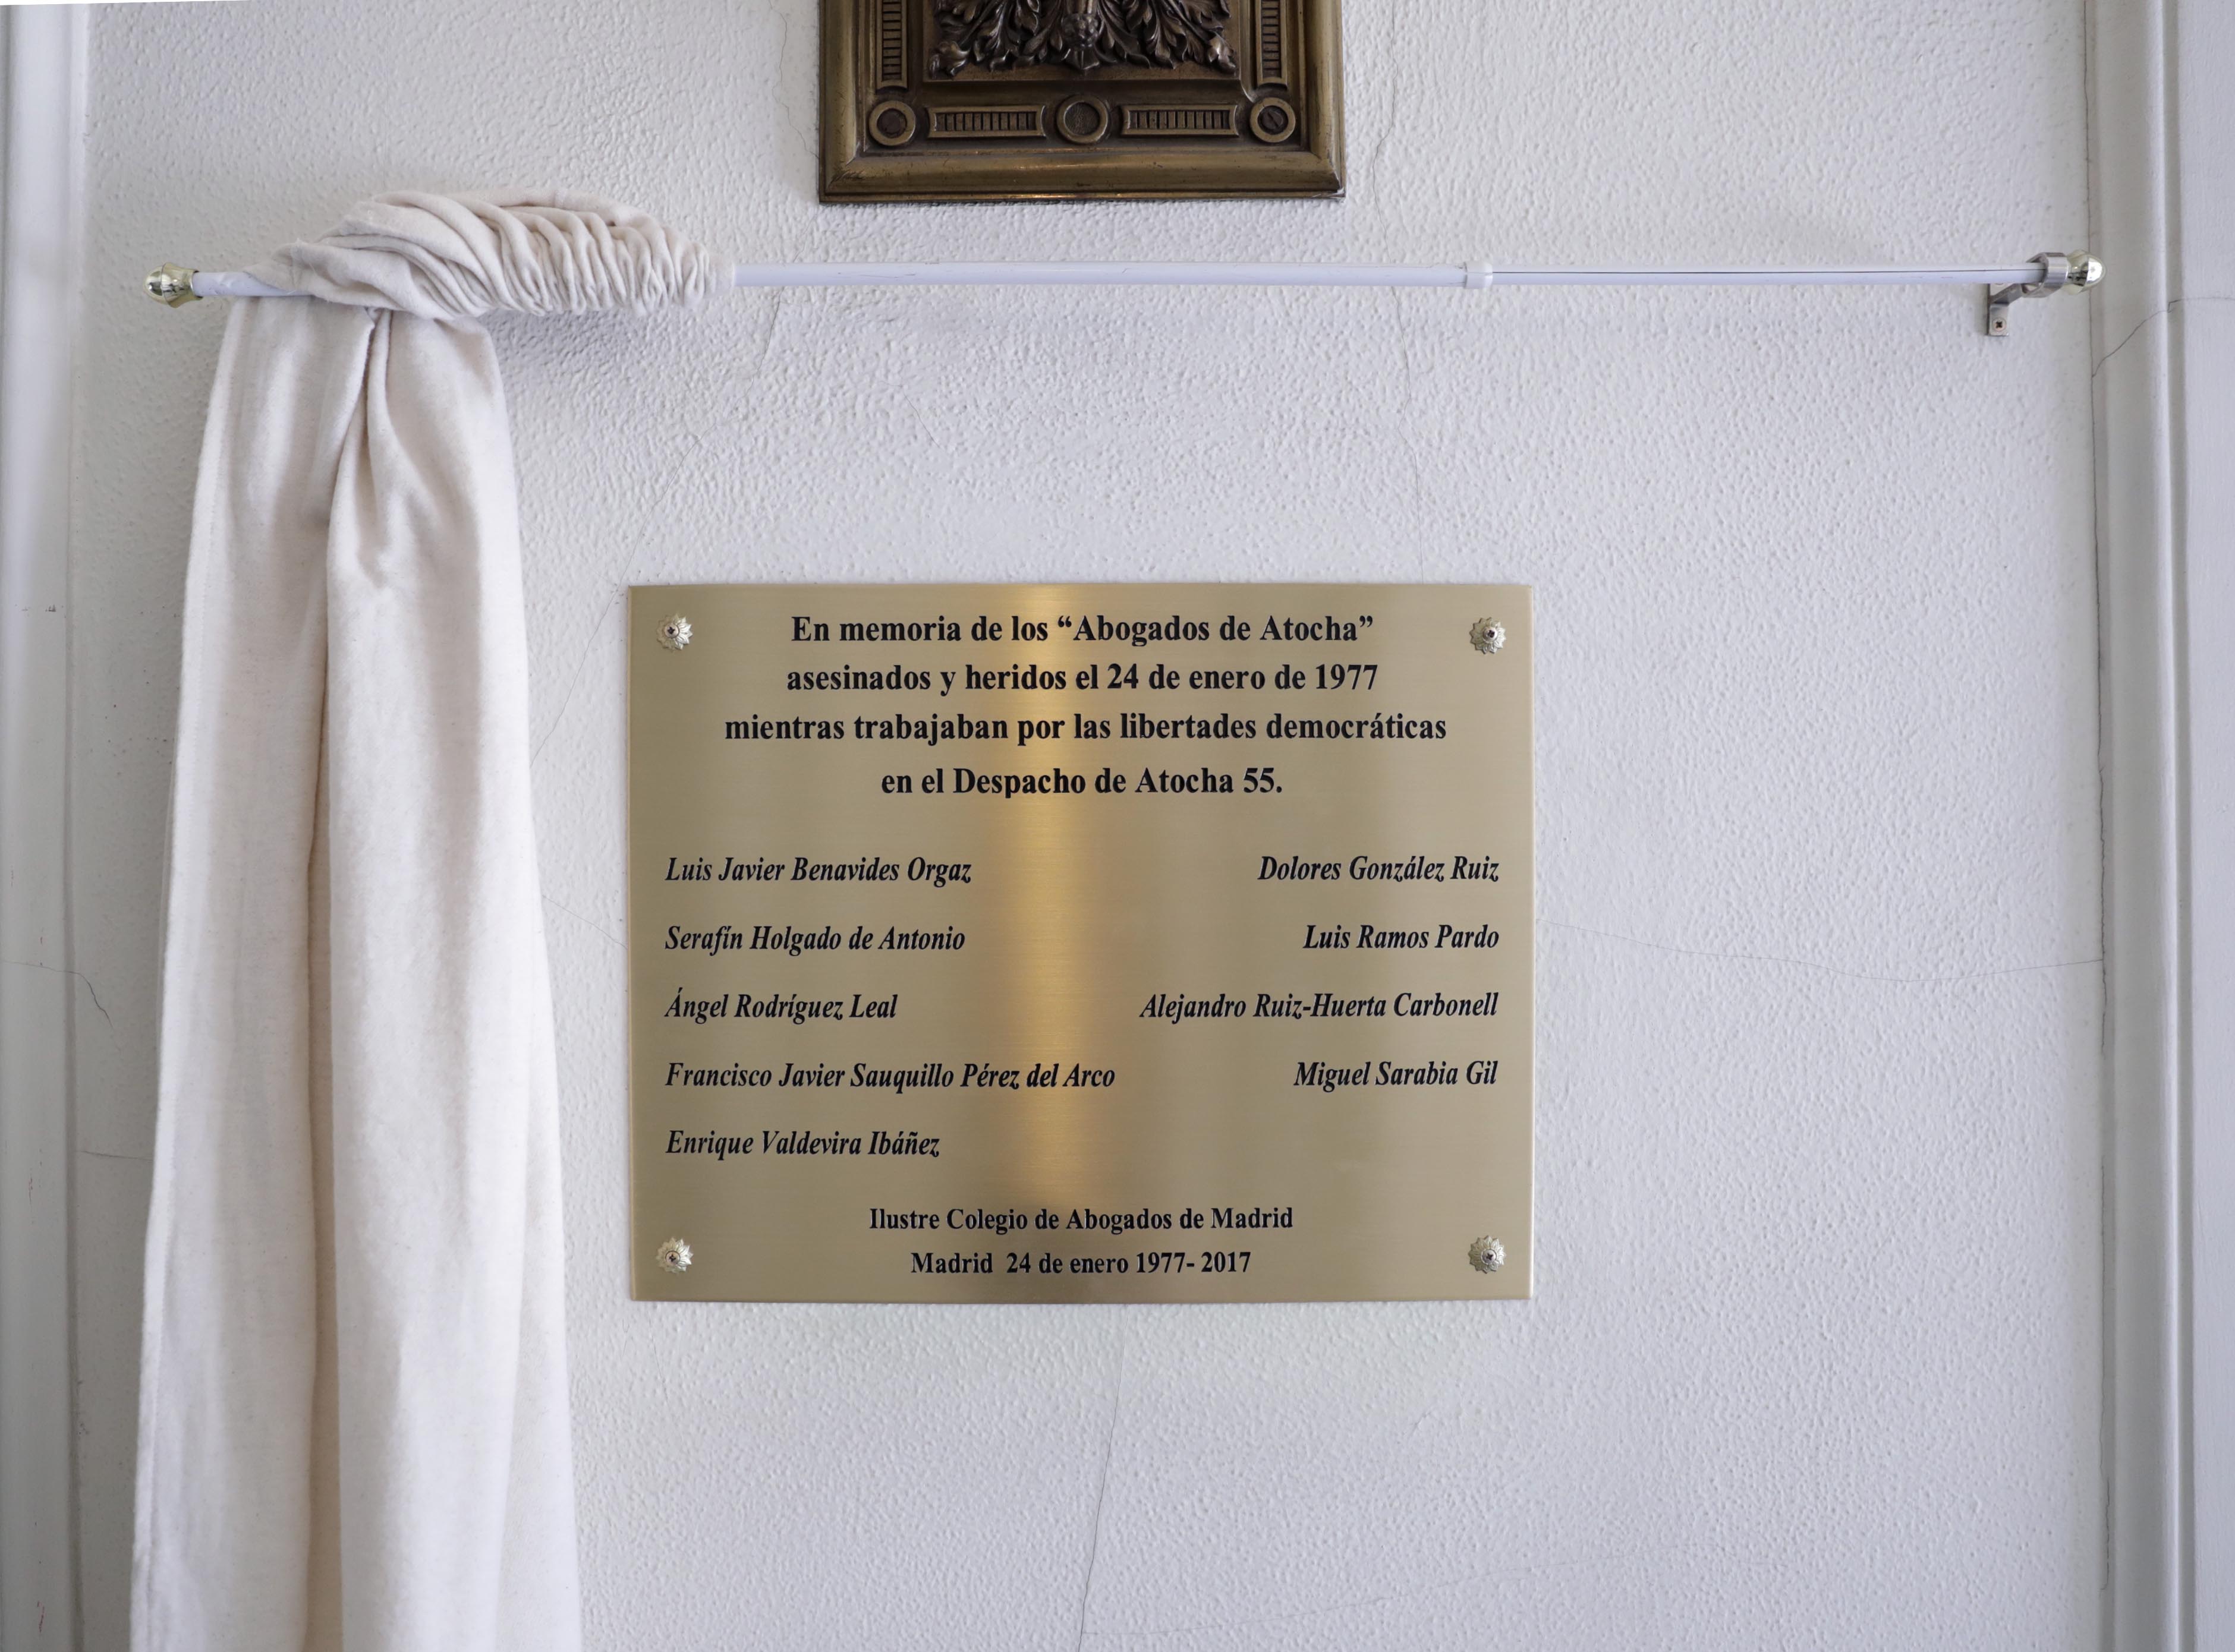 En memoria de los “Abogados de Atocha”
asesinados y heridos el 24 de enero de 1977
mientras trabajaban por las libertades democráticas
en el Despacho de Atocha 55.
Luis Javier Benavides Orgaz
Dolores González Ruiz
Serafín Holgado de Antonio
Luis Ramos Pardo
Ángel Rodríguez Leal
Alejandro Ruiz-Huerta Carbonell
Francisco Javier Sauquillo Pérez del Arco
Miguel Sarabia Gil
Enrique Valdevira Ibáñez
Ilustre Colegio de Abogados de Madrid
Madrid 24 de enero 1977- 2017